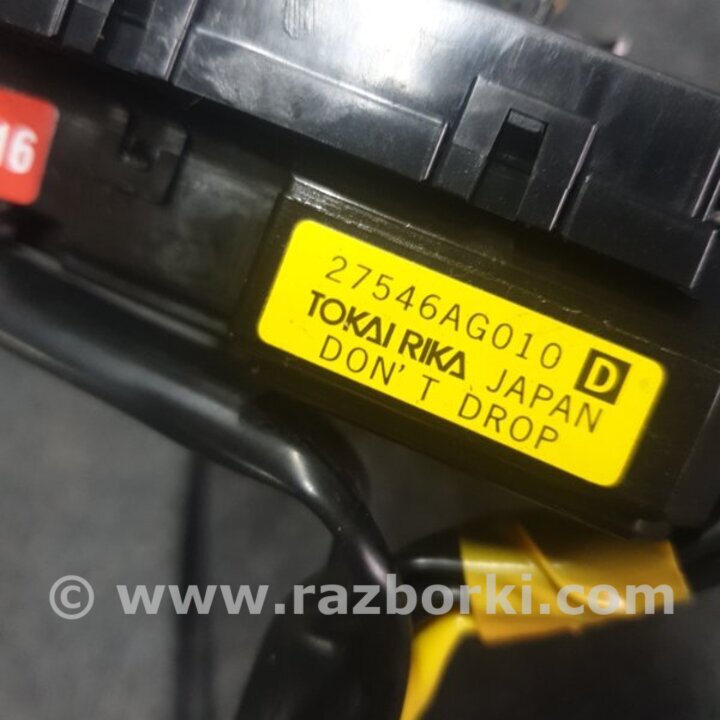 16
27546AG010 D
TOKAI RIKA JAPAN
DON'T DROP
© www.razborki.com